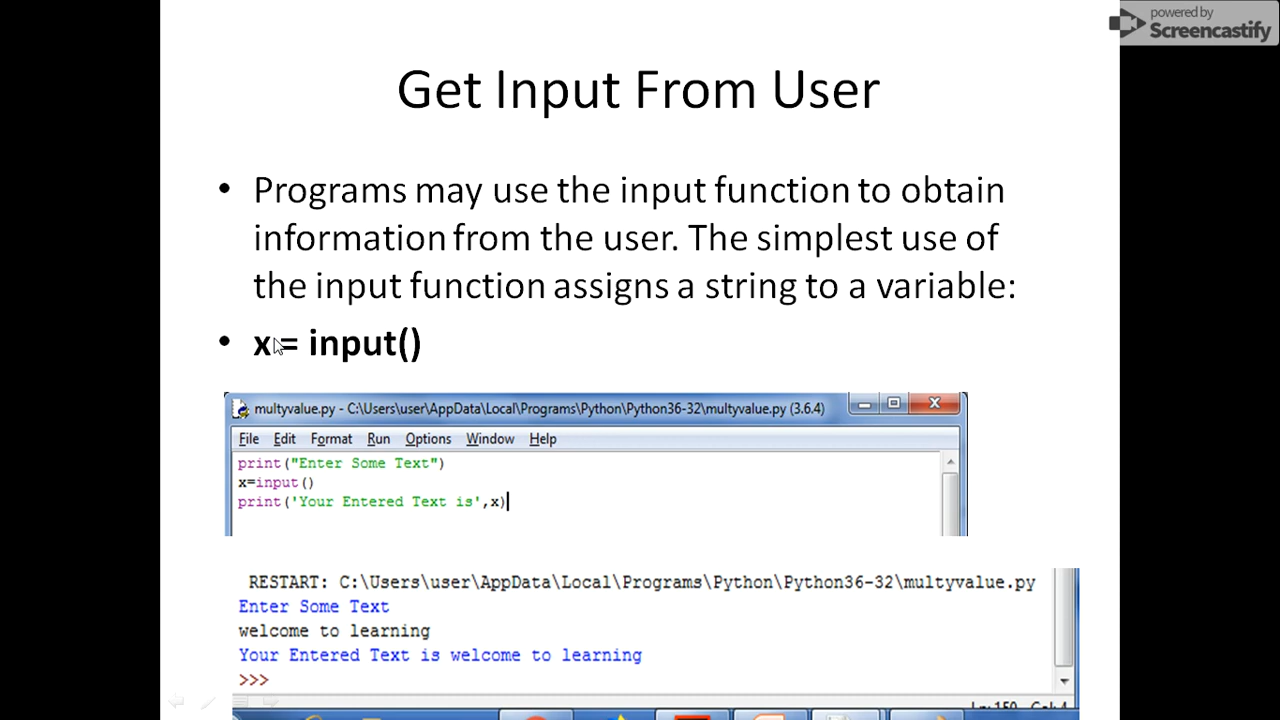 powered by
Screencastify
Get Input From User
• Programs may use the input function to obtain
information from the user. The simplest use of
the input function assigns a string to a variable:
• x = input()
multyvalue.py - C:\Users\user\AppData\Local\Programs\Python\Python36-32\multyvalue.py (3.6.4)
File Edit Format Run Options Window Help
print("Enter Some Text")
x=input()
print('Your Entered Text is',x)
RESTART: C:\Users\user\AppData\Local\Programs\Python\Python36-32\multyvalue.py
Enter Some Text
welcome to learning
Your Entered Text is welcome to learning
>>>